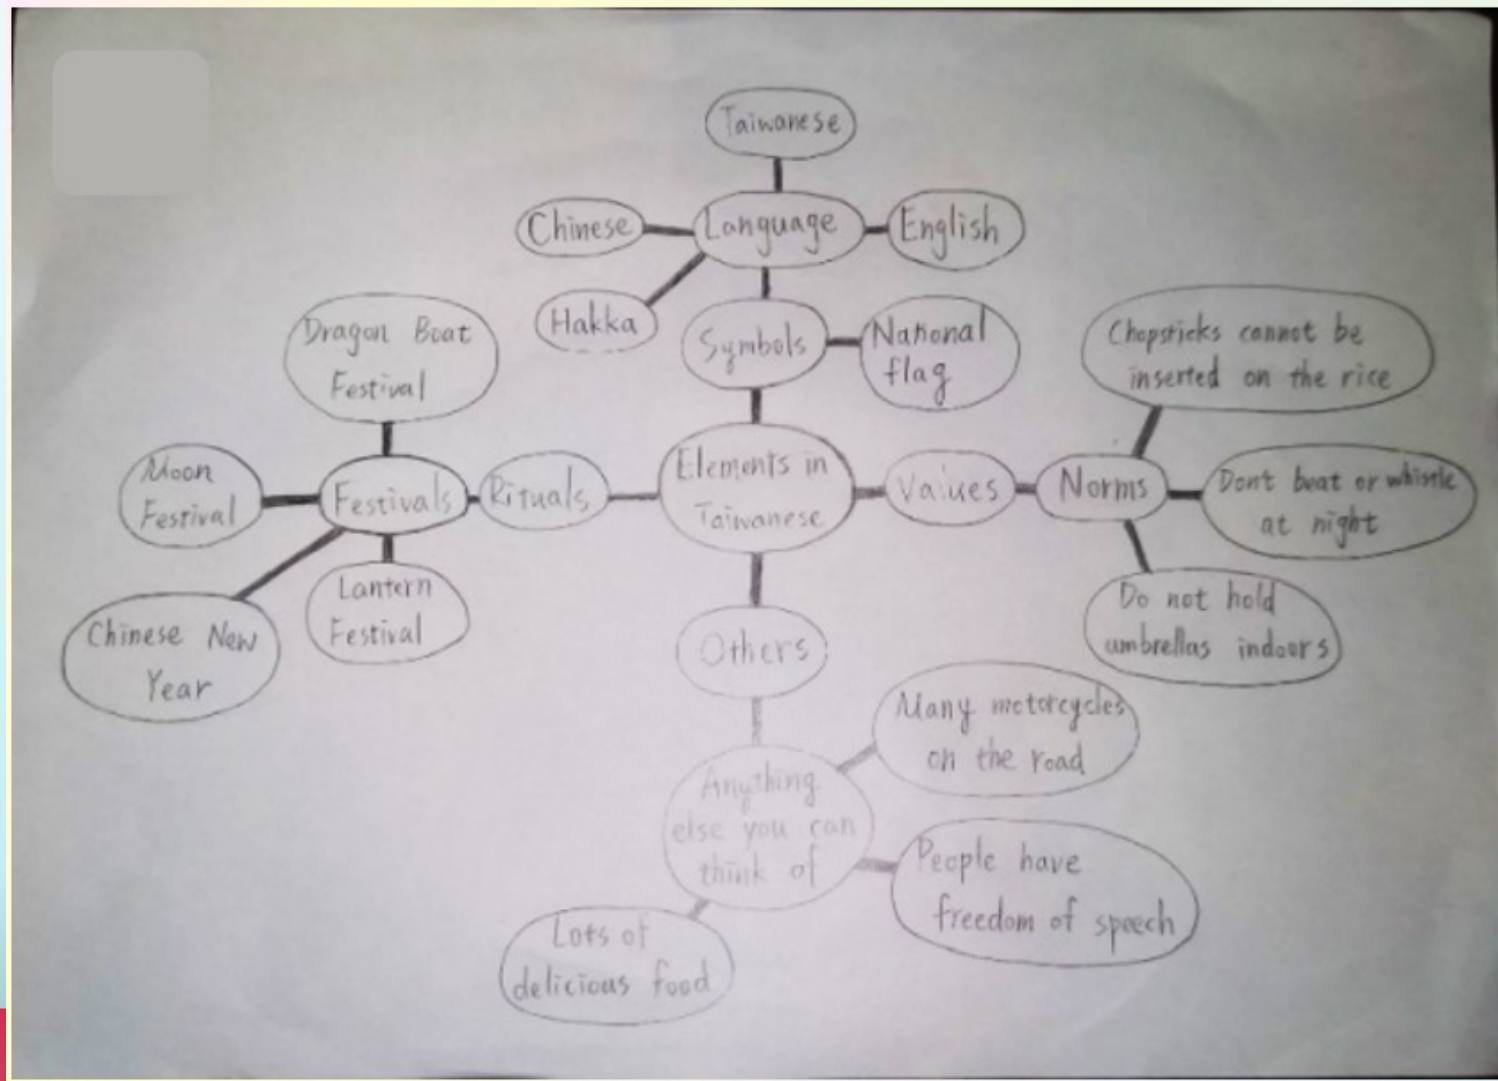 Taiwanese
Chinese
Language
English
Hakka
Symbols
National
flag
Dragon Boat
Festival
Chopsticks cannot be
inserted on the rice
Moon
Festival
Festivals
Rituals
Elements in
Taiwanese
Values
Norms
Dont beat or whistle
at night
Chinese New
Year
Lantern
Festival
Do not hold
umbrellas indoors
Others
Many motorcycles
on the road
Anything
else you can
think of
People have
freedom of speech
Lots of
delicious food